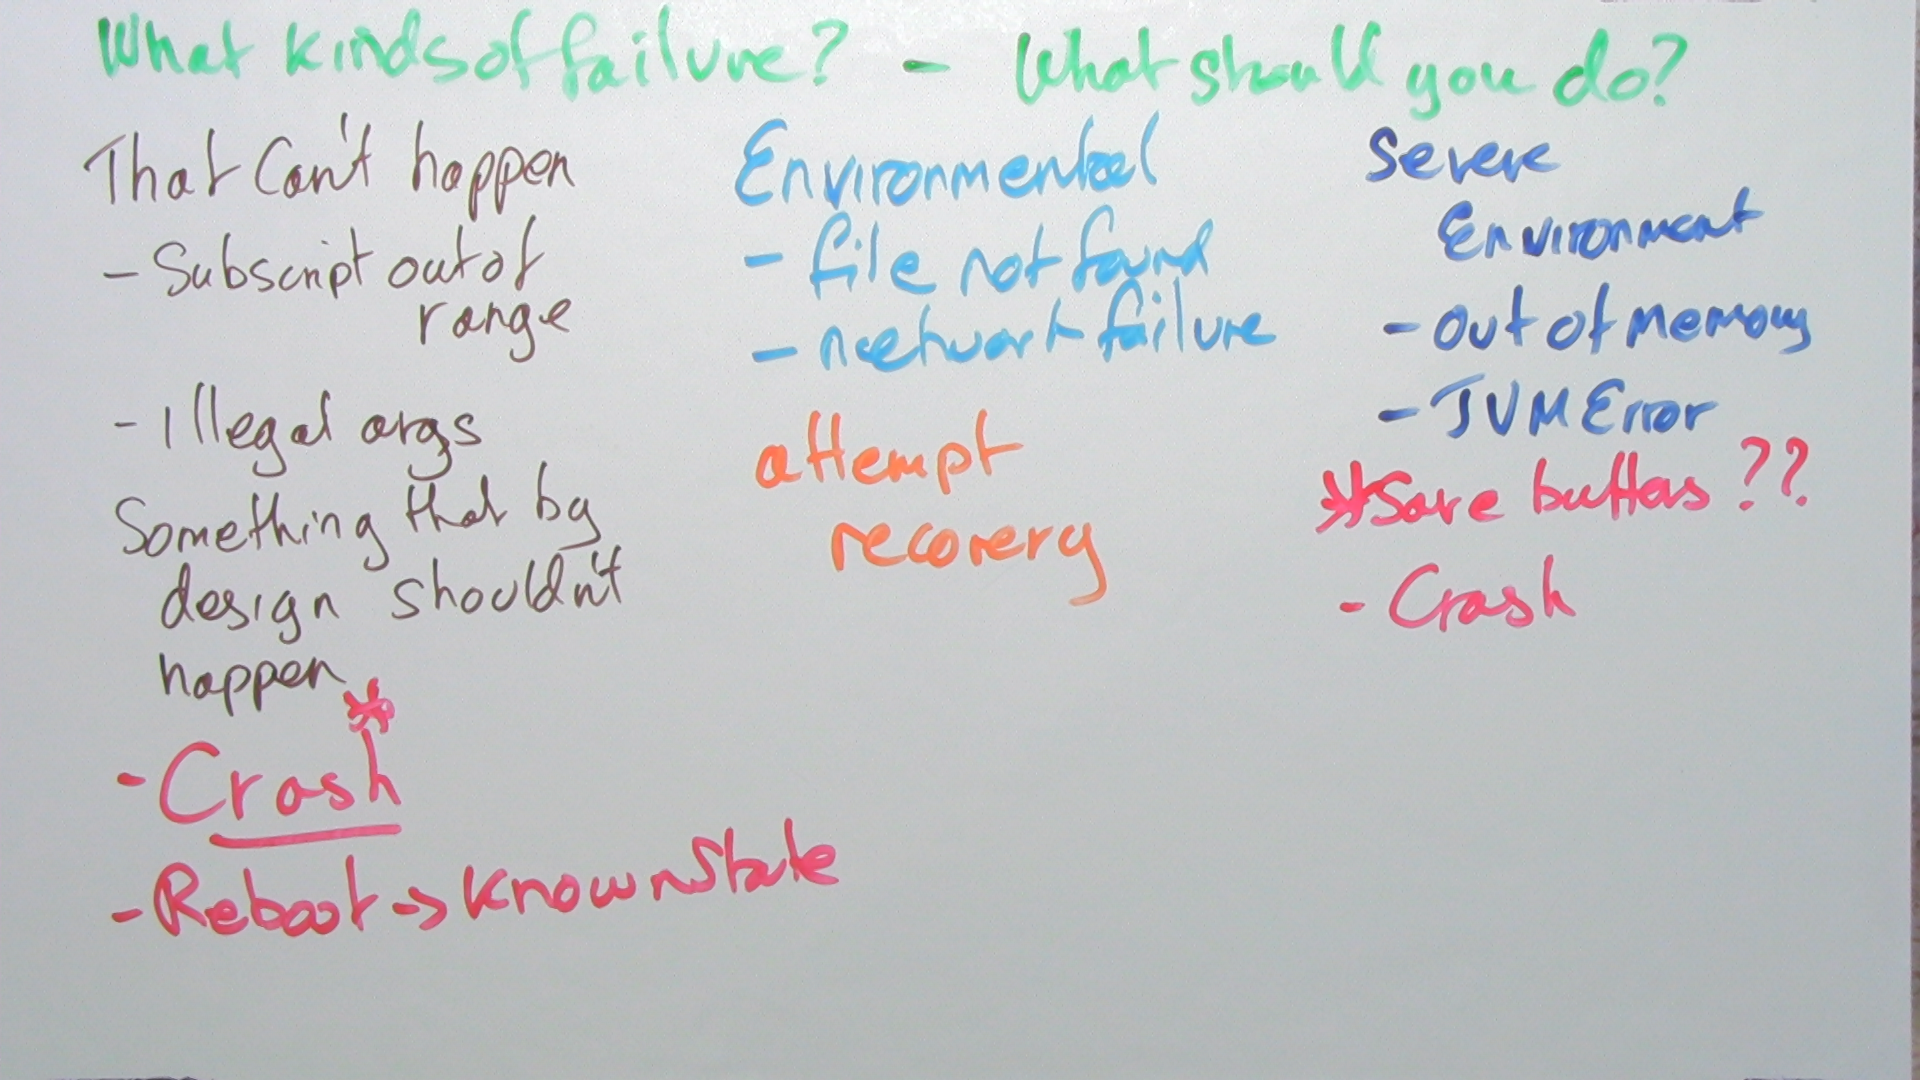 What kinds of failure? - What should you do?
That Can't happen
- Subscript out of
range
- Illegal args
Something that by
design shouldn't
happen
*
- Crash
- Reboot -> Known State
Environmental
- file not found
- network failure
attempt
recovery
Severe
Environment
- Out of Memory
- JVM Error
* Save buffers ??
- Crash